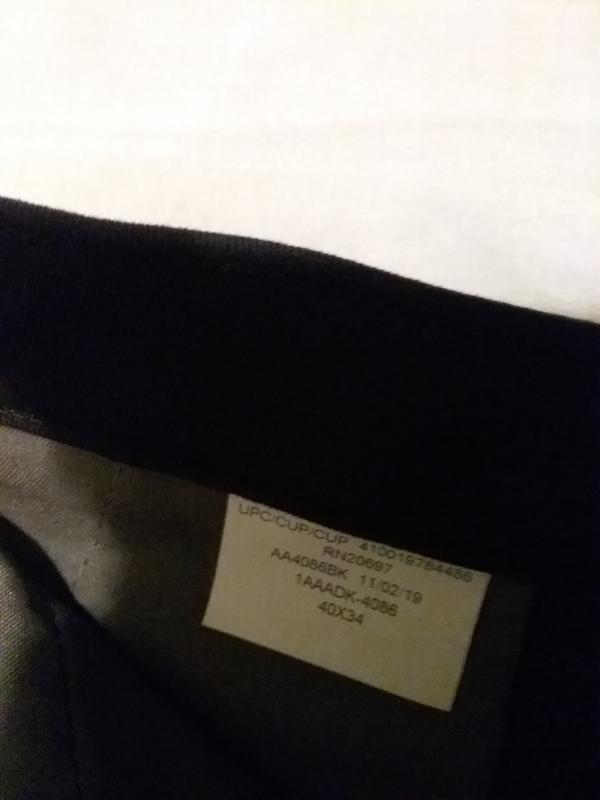 UPC/CUP/CUP 410019784486
RN20697
AA4086BK 11/02/19
1AAADK-4086
40X34